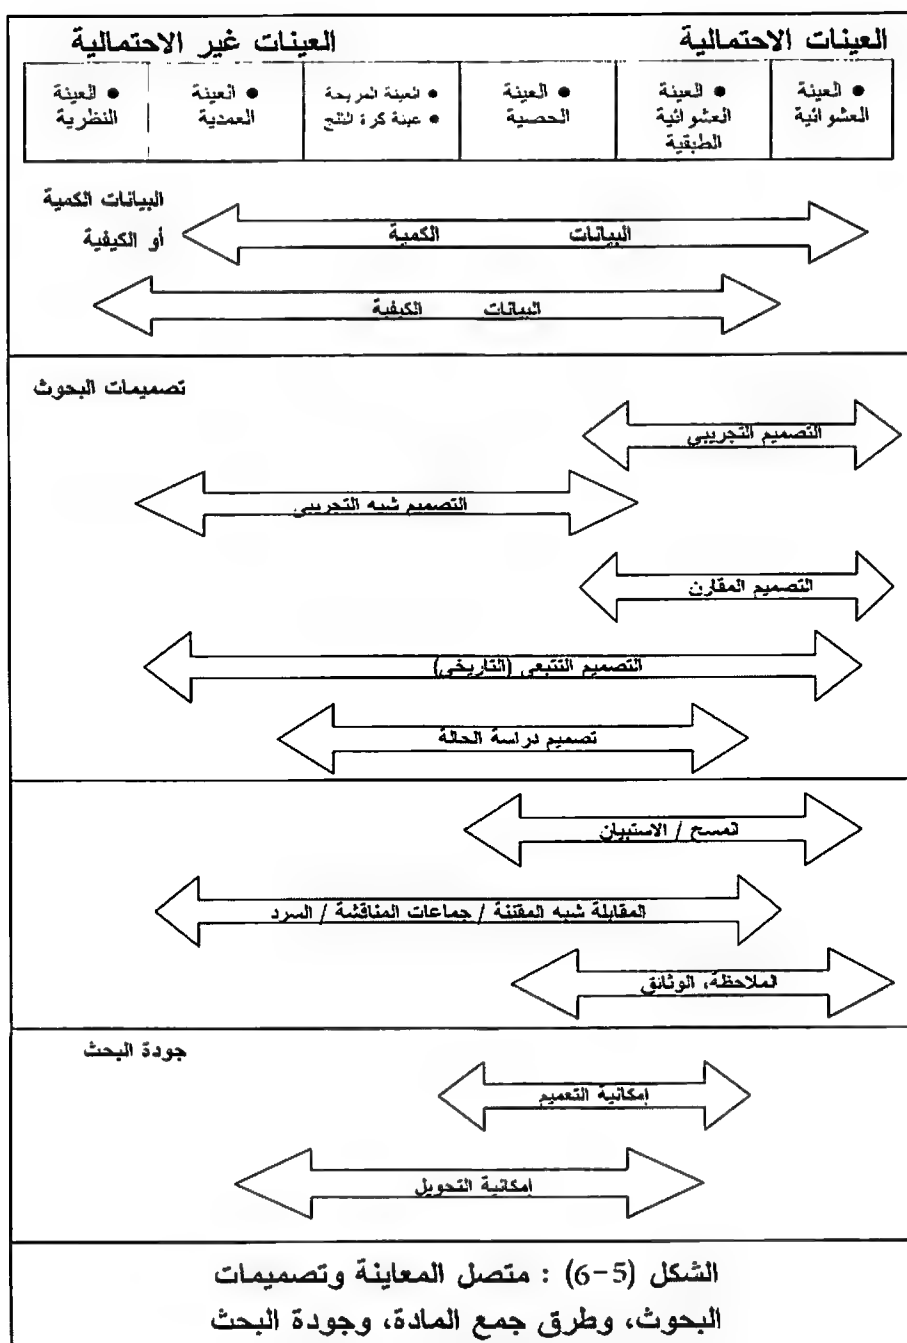 العينات الاحتمالية
العينات غير الاحتمالية
• العينة
العشوائية
• العينة
العشوائية
الطبقية
• العينة
الحصية
• العينة المريحة
• عينة كرة الثلج
• العينة
العمدية
• العينة
النظرية
البيانات الكمية
أو الكيفية
البيانات الكمية
البيانات الكيفية
تصميمات البحوث
التصميم التجريبي
التصميم شبه التجريبى
التصميم المقارن
التصميم التتبعى (التاريخى)
تصميم دراسة الحالة
المسح / الاستبيان
المقابلة شبه المقننة / جماعات المناقشة / السرد
الملاحظة، الوثائق
جودة البحث
إمكانية التعميم
إمكانية التحويل
الشكل (5-6) : متصل المعاينة وتصميمات
البحوث، وطرق جمع المادة، وجودة البحث